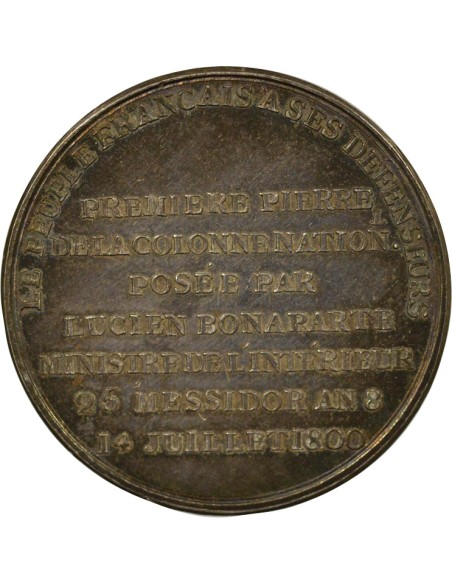 LE PEUPLE FRANÇAIS A SES DEFENSEURS
PREMIERE PIERRE
DE LA COLONNE NATION.LE
POSÉE PAR
LUCIEN BONAPARTE
MINISTRE DE L'INTÉRIEUR
25 MESSIDOR AN 8
14 JUILLET 1800